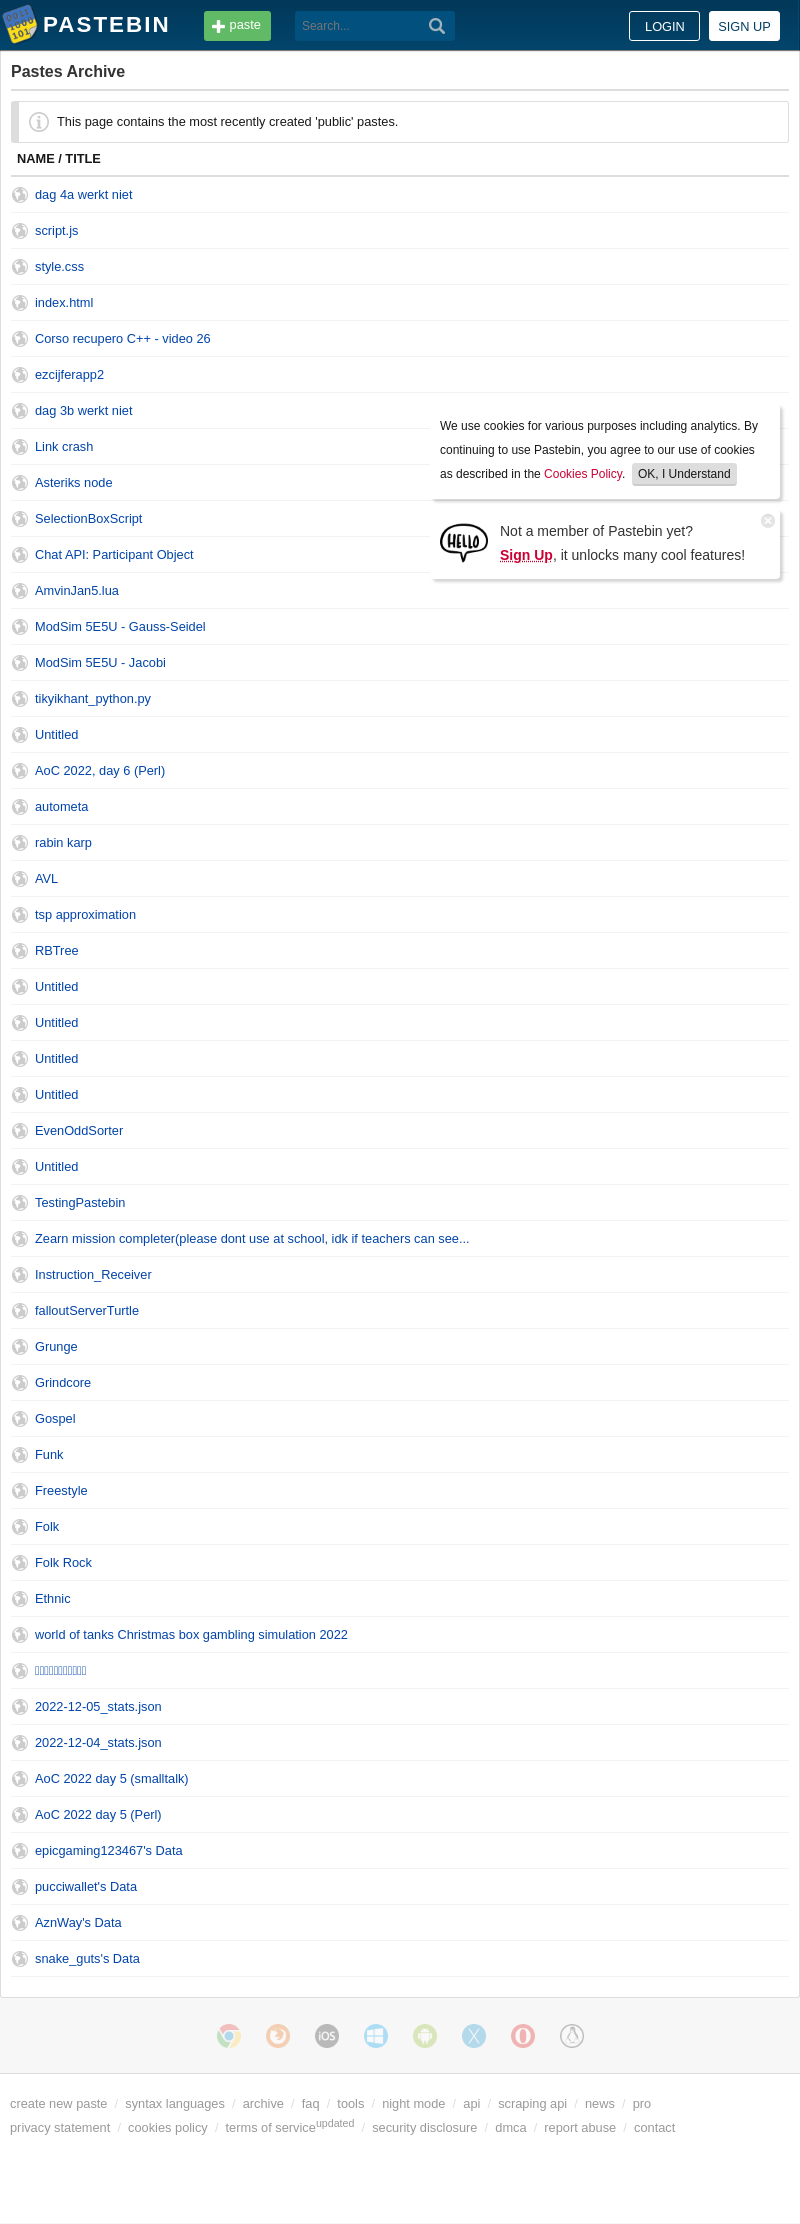 PASTEBIN
paste
Search...
LOGIN
SIGN UP
Pastes Archive
This page contains the most recently created 'public' pastes.
NAME / TITLE
dag 4a werkt niet
script.js
style.css
index.html
Corso recupero C++ - video 26
ezcijferapp2
dag 3b werkt niet
Link crash
Asteriks node
SelectionBoxScript
Chat API: Participant Object
AmvinJan5.lua
ModSim 5E5U - Gauss-Seidel
ModSim 5E5U - Jacobi
tikyikhant_python.py
Untitled
AoC 2022, day 6 (Perl)
autometa
rabin karp
AVL
tsp approximation
RBTree
Untitled
Untitled
Untitled
Untitled
EvenOddSorter
Untitled
TestingPastebin
Zearn mission completer(please dont use at school, idk if teachers can see...
Instruction_Receiver
falloutServerTurtle
Grunge
Grindcore
Gospel
Funk
Freestyle
Folk
Folk Rock
Ethnic
world of tanks Christmas box gambling simulation 2022
2022-12-05_stats.json
2022-12-04_stats.json
AoC 2022 day 5 (smalltalk)
AoC 2022 day 5 (Perl)
epicgaming123467's Data
pucciwallet's Data
AznWay's Data
snake_guts's Data
We use cookies for various purposes including analytics. By
continuing to use Pastebin, you agree to our use of cookies
as described in the Cookies Policy. OK, I Understand
HELLO
Not a member of Pastebin yet?
Sign Up, it unlocks many cool features!
iOS
create new paste / syntax languages / archive / faq / tools / night mode / api / scraping api / news / pro
privacy statement / cookies policy / terms of serviceupdated / security disclosure / dmca / report abuse / contact